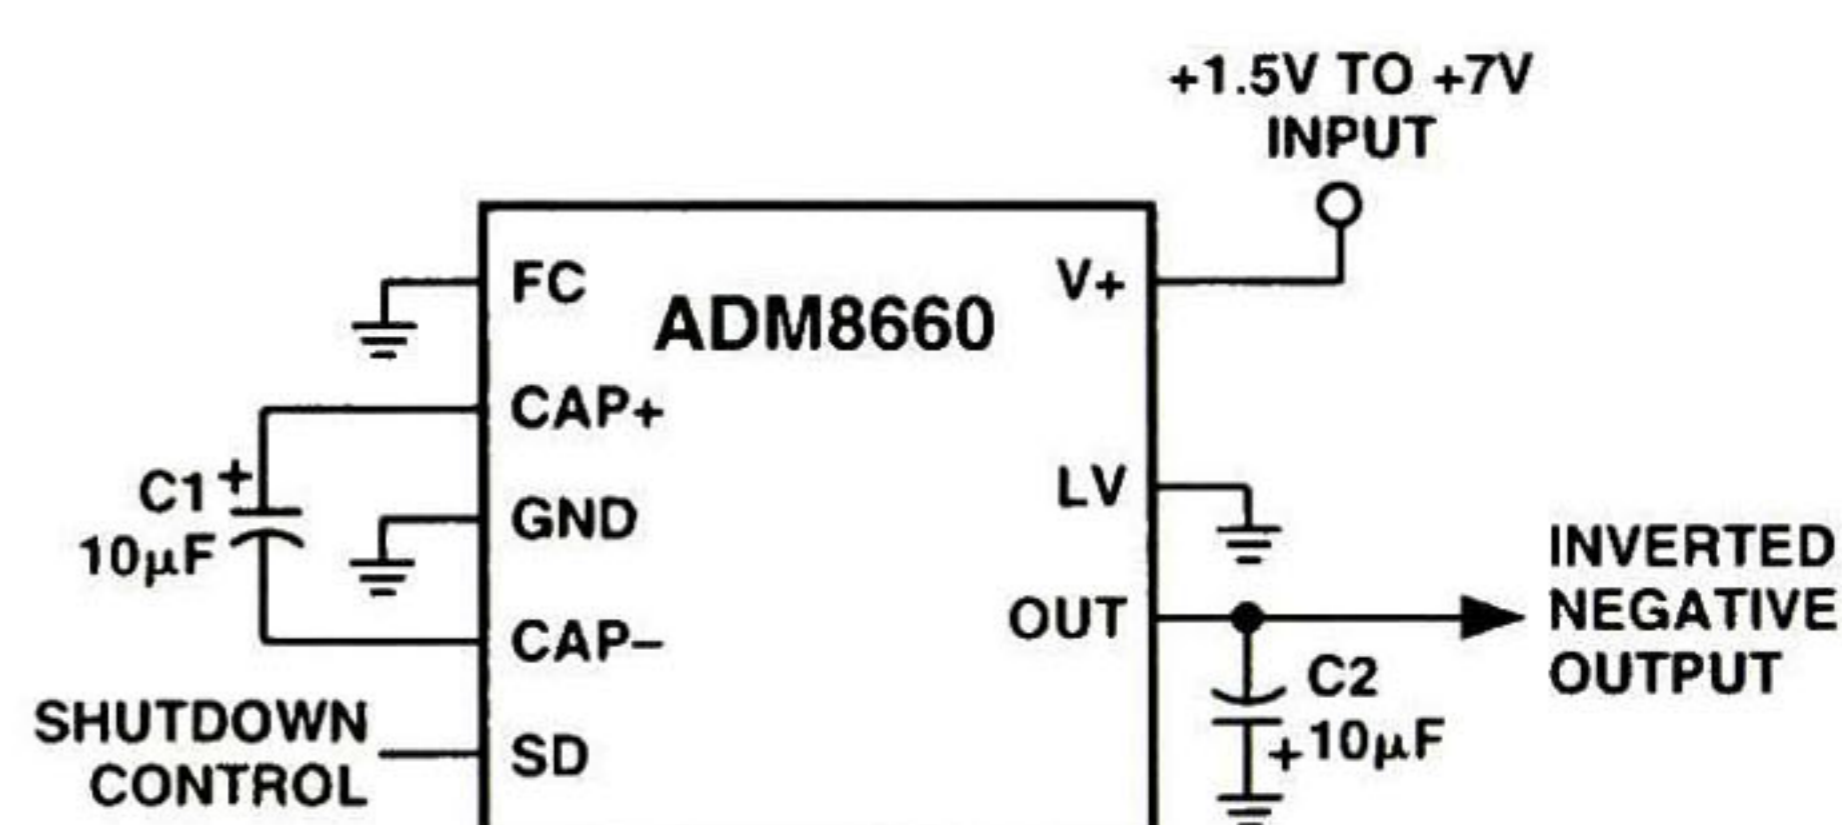 +1.5V TO +7V
INPUT
FC
V+
ADM8660
CAP+
LV
C1 +
10µF
GND
INVERTED
NEGATIVE
OUTPUT
OUT
CAP–
C2
+10µF
SHUTDOWN
CONTROL
SD